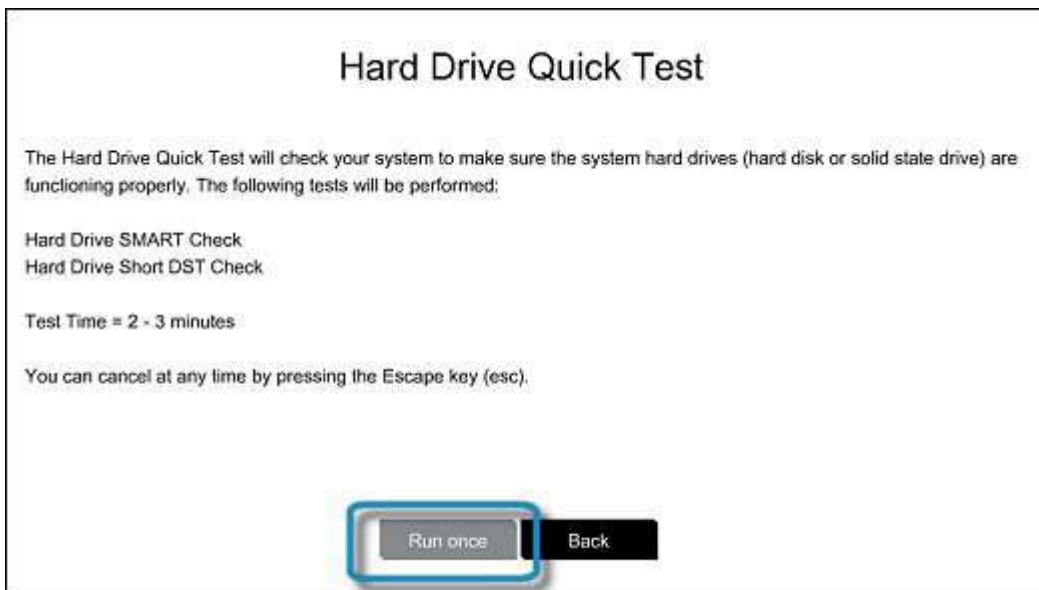 Hard Drive Quick Test
The Hard Drive Quick Test will check your system to make sure the system hard drives (hard disk or solid state drive) are
functioning properly. The following tests will be performed:
Hard Drive SMART Check
Hard Drive Short DST Check
Test Time = 2 - 3 minutes
You can cancel at any time by pressing the Escape key (esc).
Run once Back